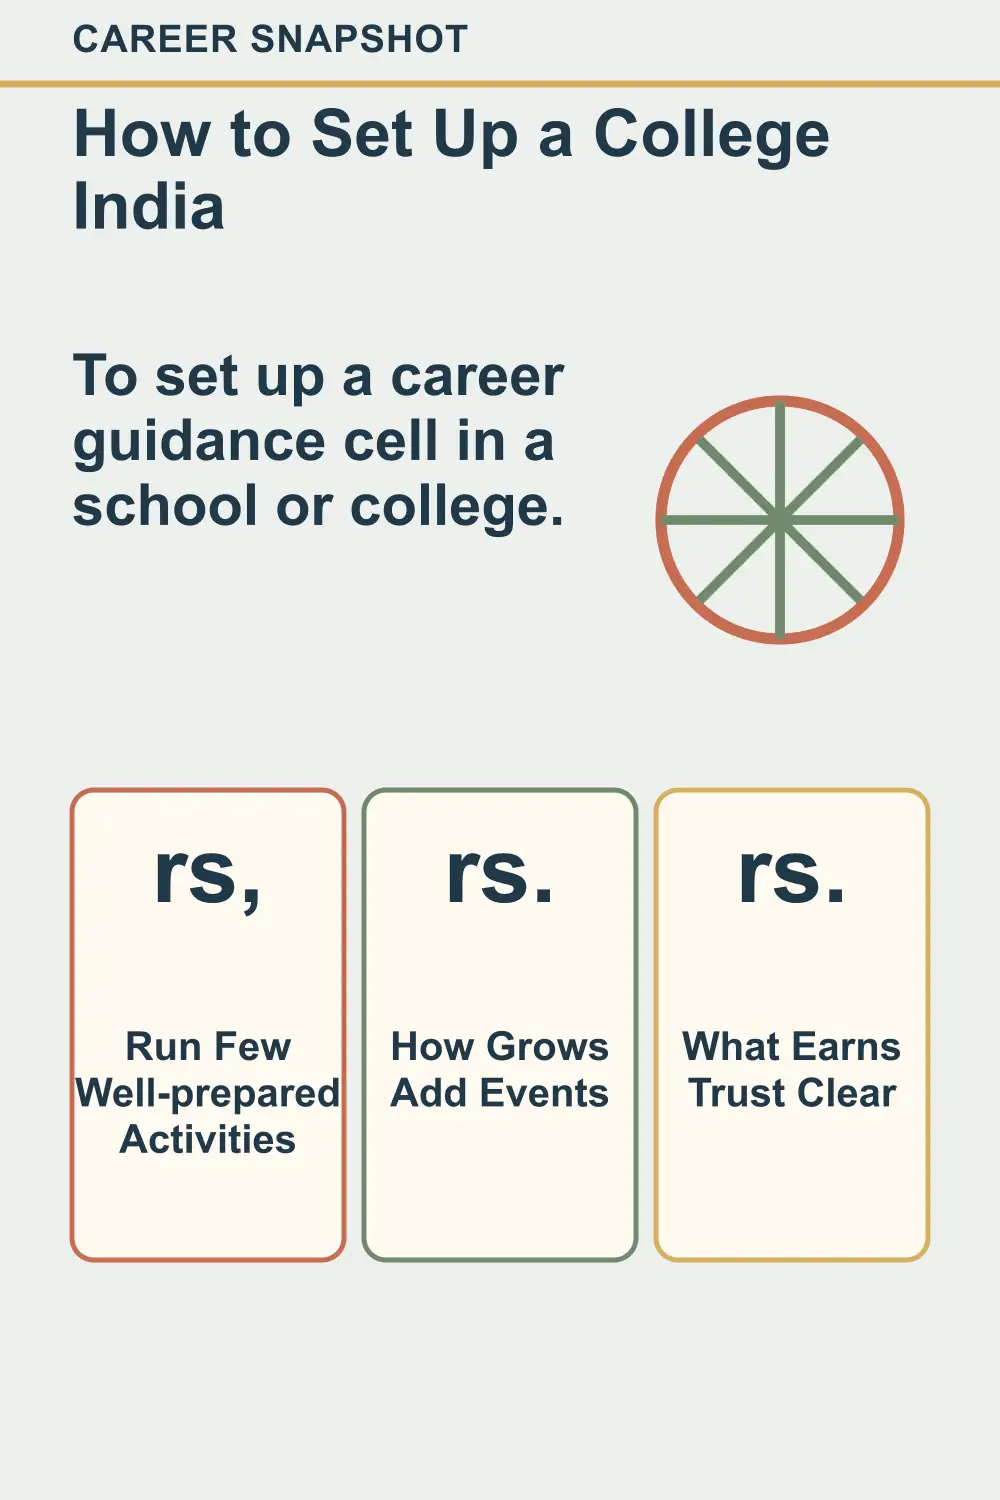 CAREER SNAPSHOT
How to Set Up a College
India
To set up a career
guidance cell in a
school or college.
rs,
Run Few
Well-prepared
Activities
rs.
How Grows
Add Events
rs.
What Earns
Trust Clear